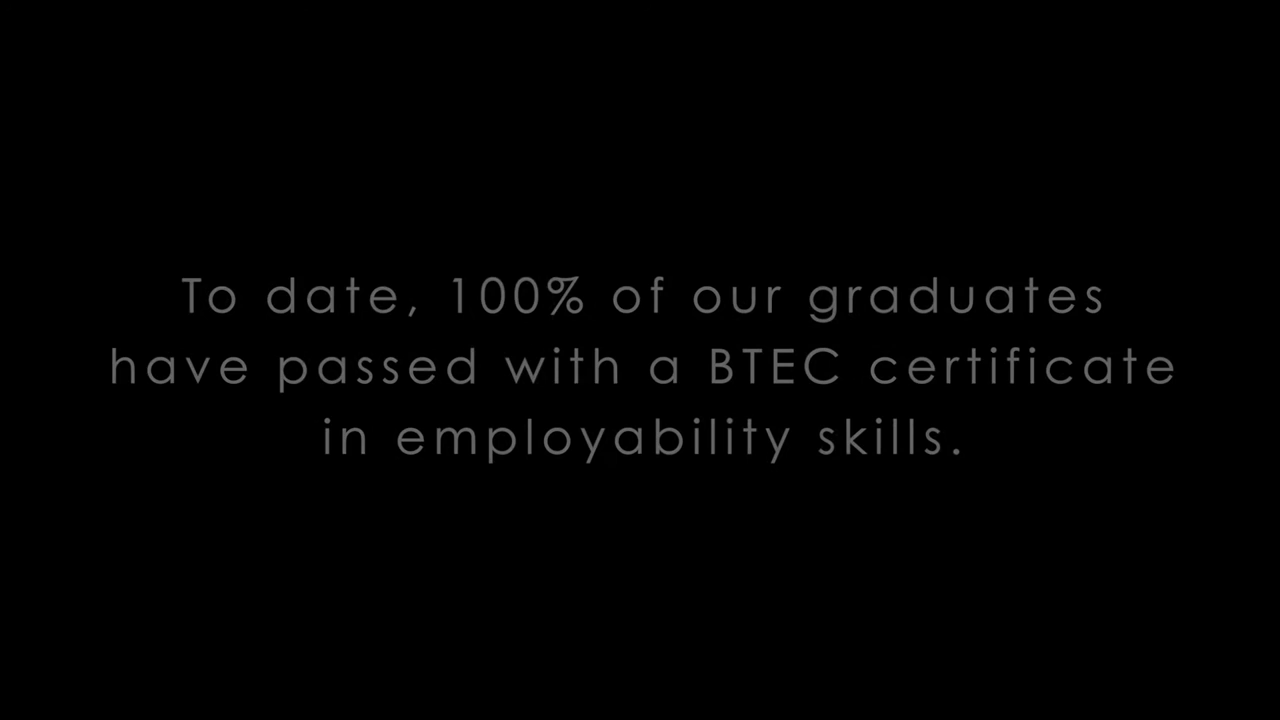 To date, 100% of our graduates
have passed with a BTEC certificate
in employability skills.